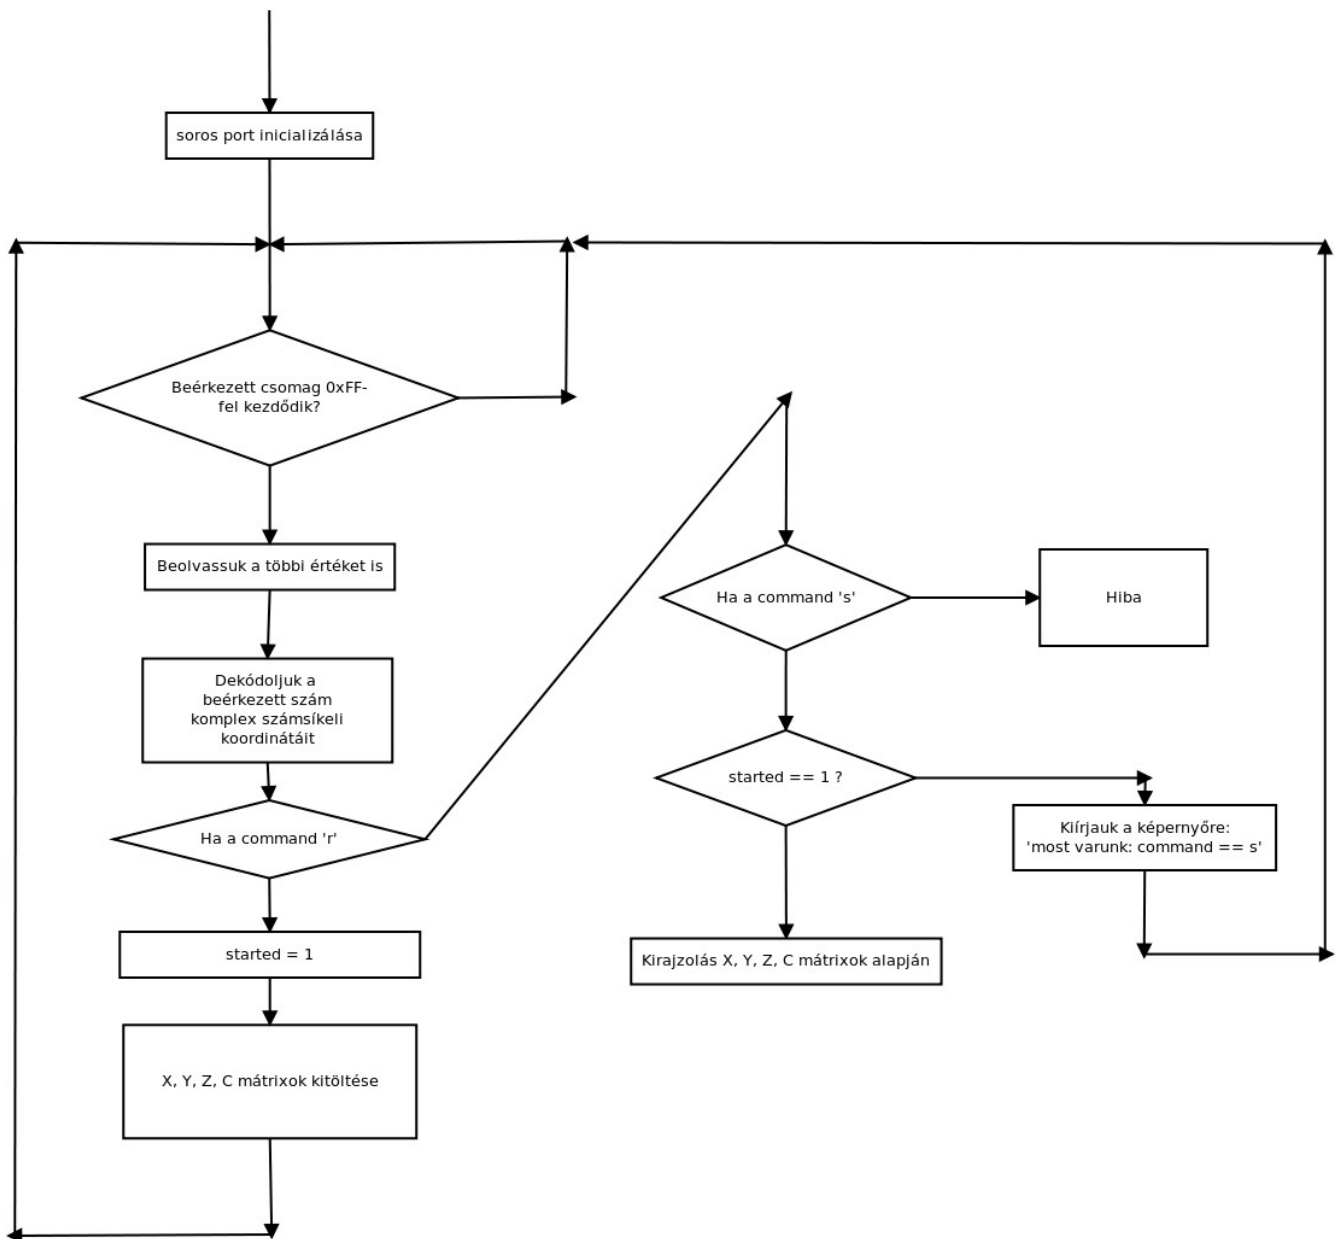 soros port inicializálása
Beérkezett csomag 0xFF-
fel kezdődik?
Beolvassuk a többi értéket is
Dekódoljuk a
beérkezett szám
komplex számsíkeli
koordinátáit
Ha a command 'r'
started = 1
X, Y, Z, C mátrixok kitöltése
Ha a command 's'
Hiba
started == 1 ?
Kiírjauk a képernyőre:
'most varunk: command == s'
Kirajzolás X, Y, Z, C mátrixok alapján